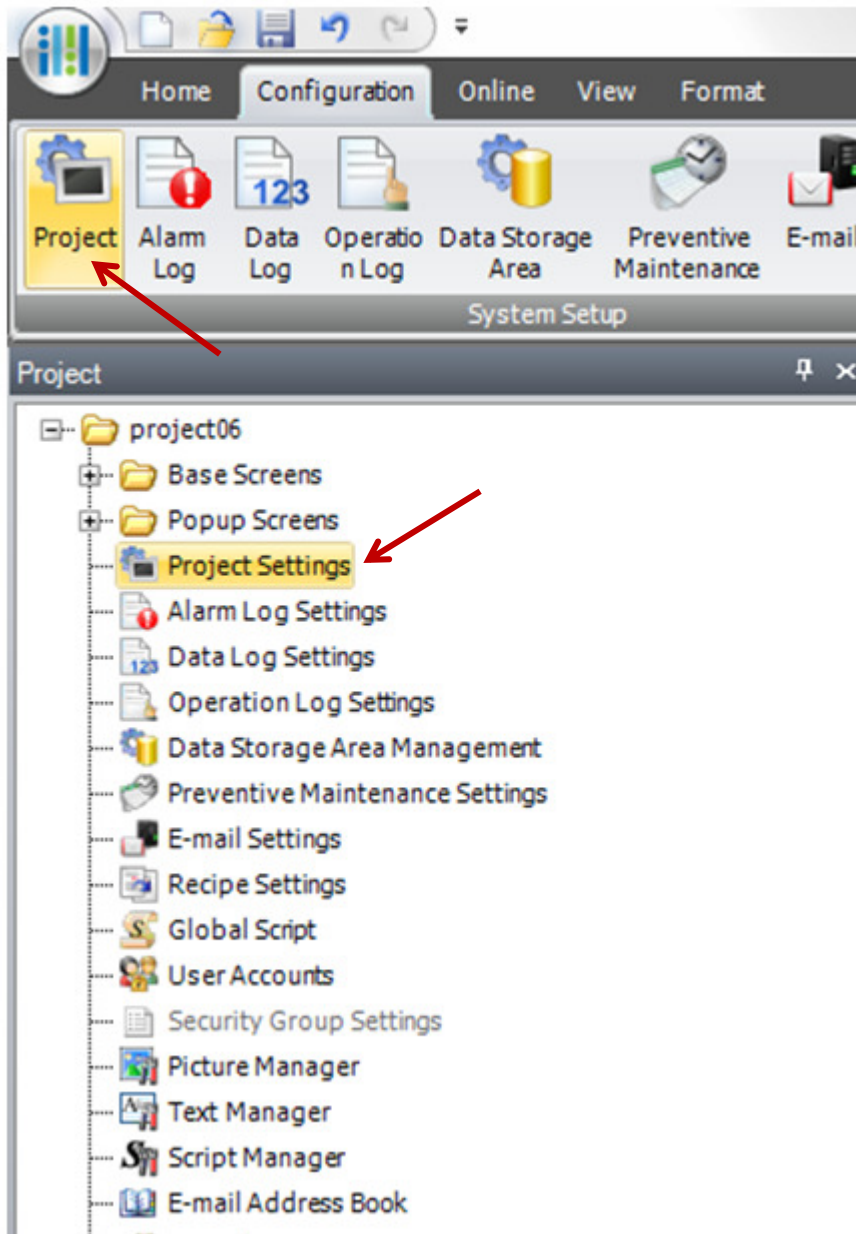 Home Configuration Online View Format
Project Alarm Log Data Log Operatio n Log Data Storage Area Preventive Maintenance E-mail
System Setup
Project
project06
Base Screens
Popup Screens
Project Settings
Alarm Log Settings
Data Log Settings
Operation Log Settings
Data Storage Area Management
Preventive Maintenance Settings
E-mail Settings
Recipe Settings
Global Script
User Accounts
Security Group Settings
Picture Manager
Text Manager
Script Manager
E-mail Address Book